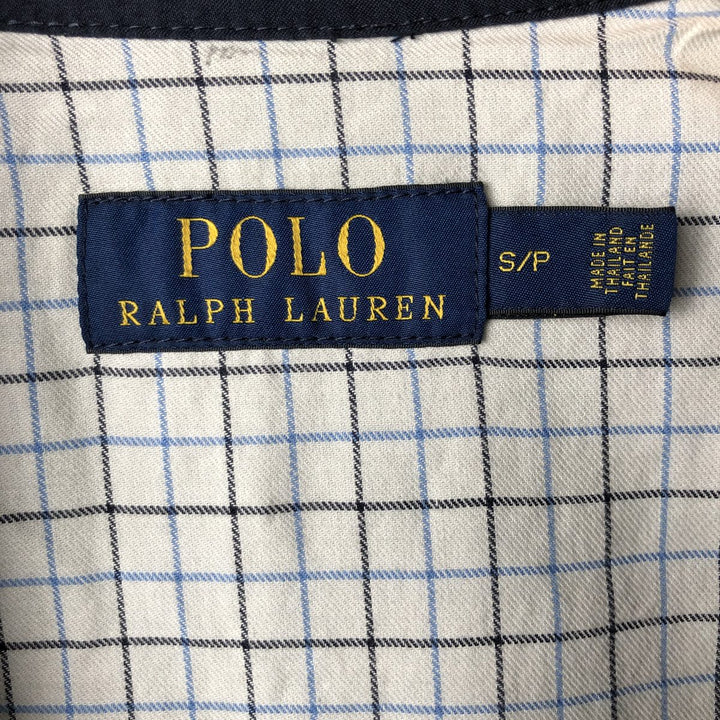 POLO
RALPH LAUREN
S/P
MADE IN
THAILAND
FAIT EN
THAILANDE